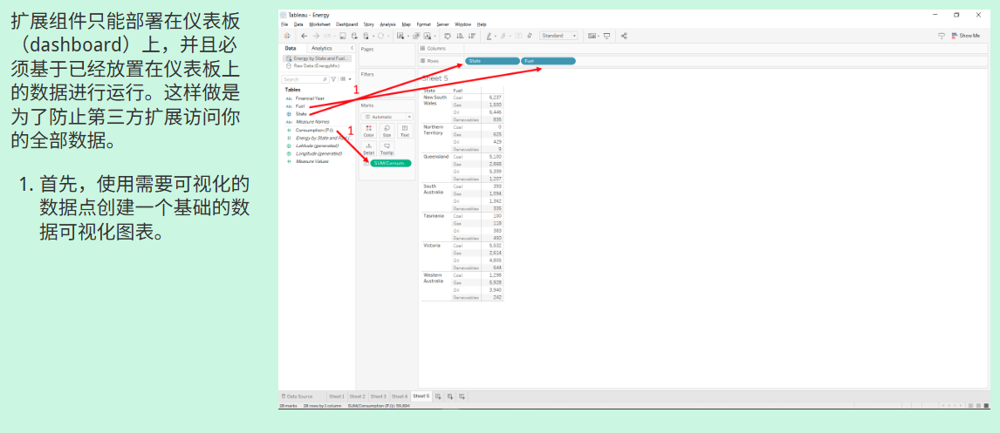 扩展组件只能部署在仪表板
（dashboard）上，并且必
须基于已经放置在仪表板上
的数据进行运行。这样做是
为了防止第三方扩展访问你
的全部数据。
1. 首先，使用需要可视化的
数据点创建一个基础的数
据可视化图表。
Tableau - Energy
File Data Worksheet Dashboard Story Analysis Map Format Server Window Help
Standard
Show Me
Data Analytics
Pages
Columns
Energy by State and Fuel...
Raw Data (EnergyMix)
Rows State Fuel
Search
Filters
Sheet 5
Tables
Abc Financial Year
Abc Fuel
State
Abc Measure Names
Consumption (PJ)
Energy by State and Fuel (...
Latitude (generated)
Longitude (generated)
Measure Values
1
1
Marks
Automatic
Color Size Text
Detail Tooltip
SUM(Consum..
State Fuel
New South Wales Coal 6,237
Gas
Oil 6,446
Renewables 935
Northern Territory Coal 0
Gas 625
Oil 429
Renewables 9
Queensland Coal 5,100
Gas 2,868
Oil 5,399
Renewables 1,287
South Australia Coal 393
Gas 1,094
Oil 1,362
Renewables 335
Tasmania Coal 100
Gas 118
Oil 383
Renewables 460
Victoria Coal 5,532
Gas 2,614
Oil 4,805
Renewables 644
Western Australia Coal 1,298
Gas 5,928
Oil 3,940
Renewables 242
Data Source Sheet 1 Sheet 2 Sheet 3 Sheet 4 Sheet 5
28 marks 28 rows by 1 column SUM(Consumption (PJ)): 59,894